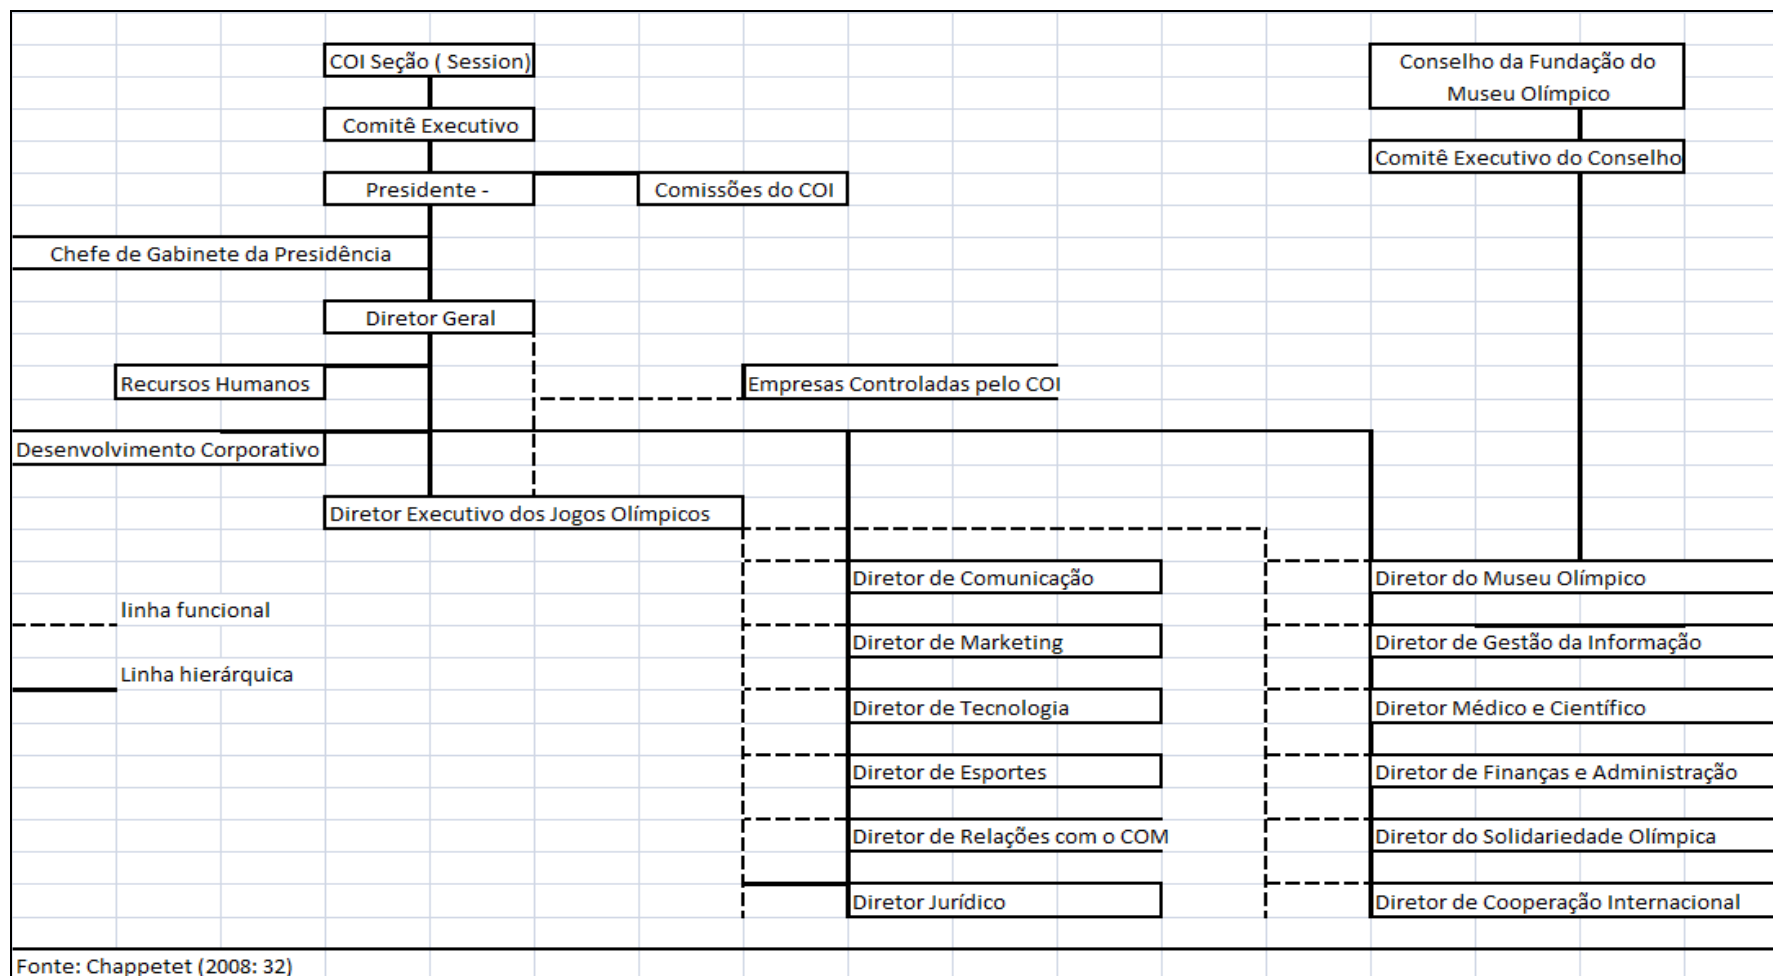 COI Seção ( Session)
Conselho da Fundação do
Museu Olímpico
Comitê Executivo
Comitê Executivo do Conselho
Presidente -
Comissões do COI
Chefe de Gabinete da Presidência
Diretor Geral
Recursos Humanos
Empresas Controladas pelo COI
Desenvolvimento Corporativo
Diretor Executivo dos Jogos Olímpicos
Diretor de Comunicação
Diretor do Museu Olímpico
linha funcional
Diretor de Marketing
Diretor de Gestão da Informação
Linha hierárquica
Diretor de Tecnologia
Diretor Médico e Científico
Diretor de Esportes
Diretor de Finanças e Administração
Diretor de Relações com o COM
Diretor do Solidariedade Olímpica
Diretor Jurídico
Diretor de Cooperação Internacional
Fonte: Chappetet (2008: 32)